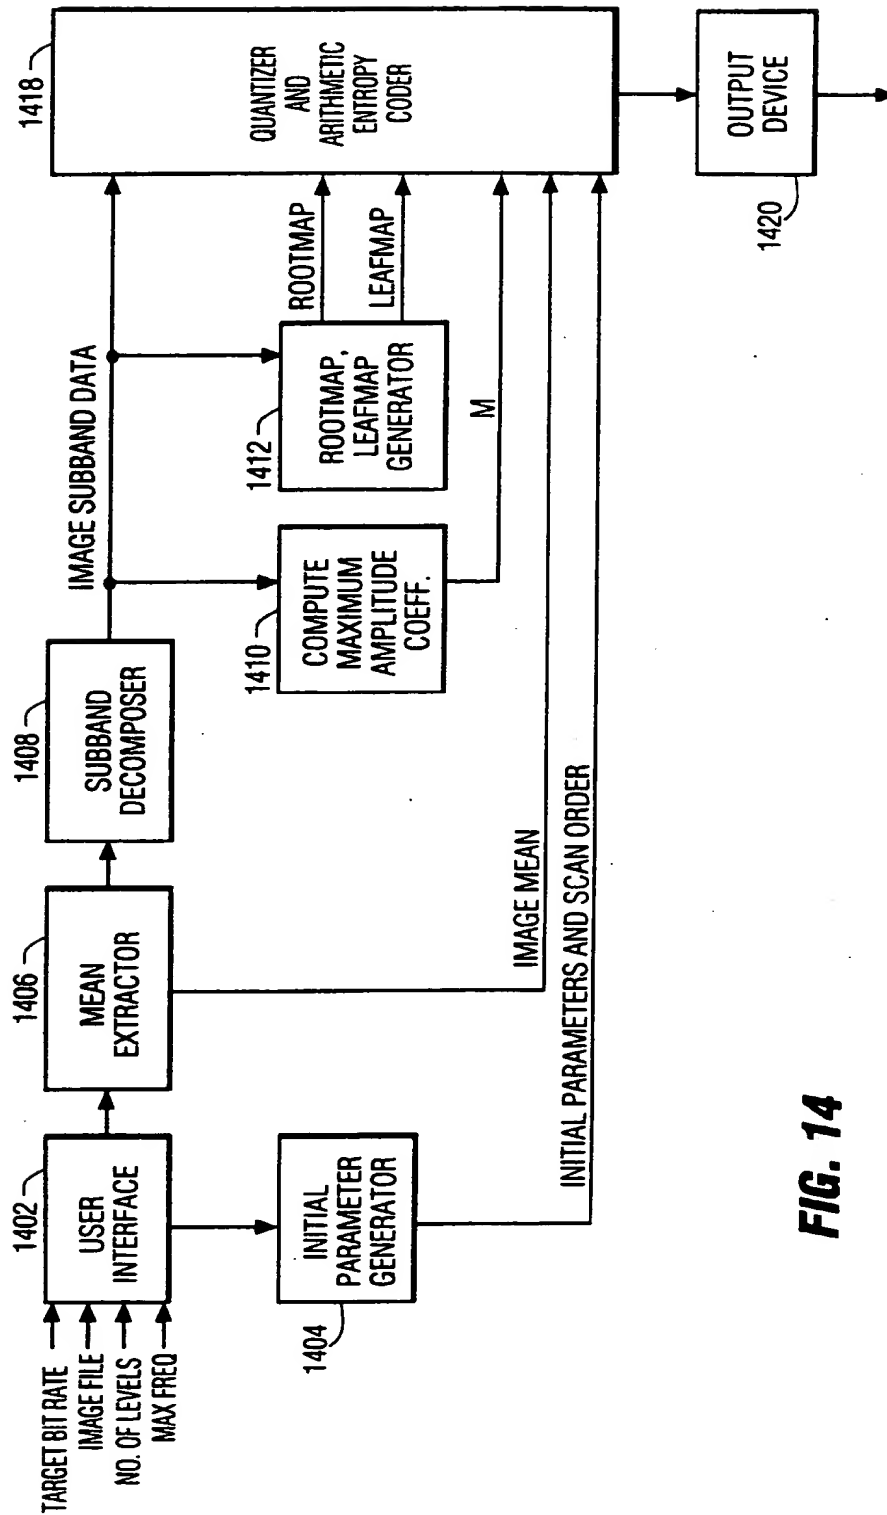 TARGET BIT RATE
IMAGE FILE
NO. OF LEVELS
MAX FREQ
1402
USER
INTERFACE
1404
INITIAL
PARAMETER
GENERATOR
1406
MEAN
EXTRACTOR
1408
SUBBAND
DECOMPOSER
IMAGE SUBBAND DATA
1410
COMPUTE
MAXIMUM
AMPLITUDE
COEFF.
1412
ROOTMAP,
LEAFMAP
GENERATOR
ROOTMAP
LEAFMAP
M
IMAGE MEAN
INITIAL PARAMETERS AND SCAN ORDER
1418
QUANTIZER
AND
ARITHMETIC
ENTROPY
CODER
1420
OUTPUT
DEVICE
FIG. 14